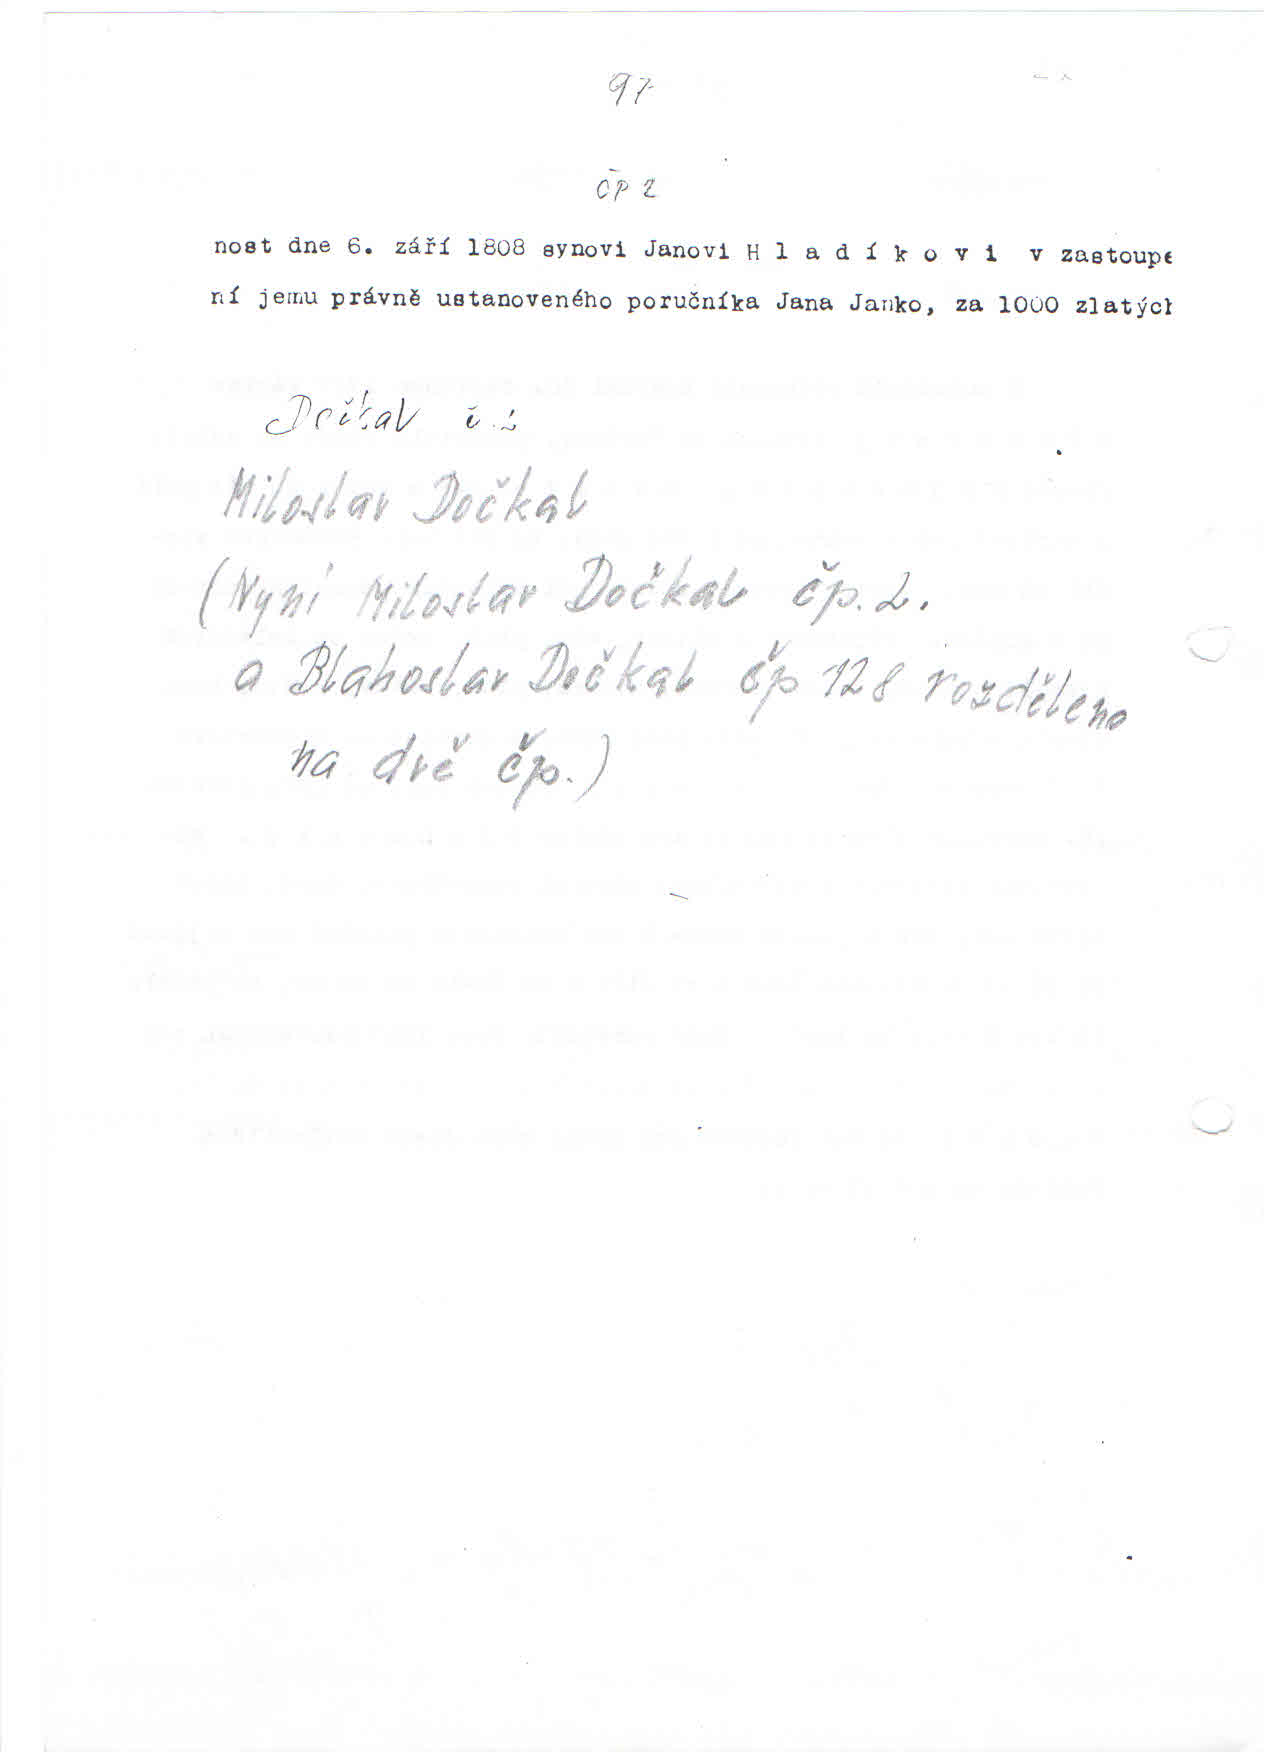 97
čp 2
nost dne 6. září 1808 synovi Janovi H l a d í k o v i v zastoupe
ní jemu právně ustanoveného poručníka Jana Janko, za 1000 zlatých
Dočkal č. 2
Miloslav Dočkal
(Nyní Miloslav Dočkal čp. 2.
a Blahoslav Dočkal čp 128 rozděleno
na dvě čp.)